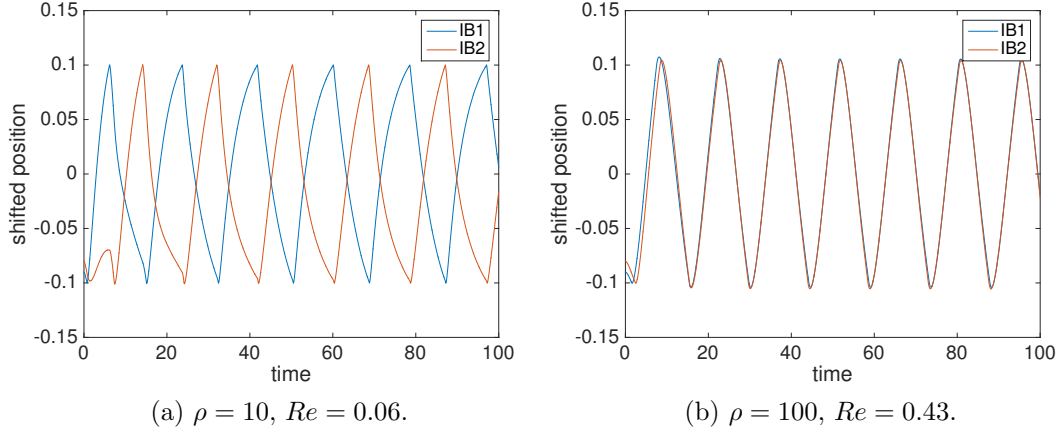 0.15
0.1
0.05
0
-0.05
-0.1
-0.15
shifted position
IB1
IB2
0 20 40 60 80 100
time
(a) ρ = 10, Re = 0.06.
0.15
0.1
0.05
0
-0.05
-0.1
-0.15
shifted position
IB1
IB2
0 20 40 60 80 100
time
(b) ρ = 100, Re = 0.43.